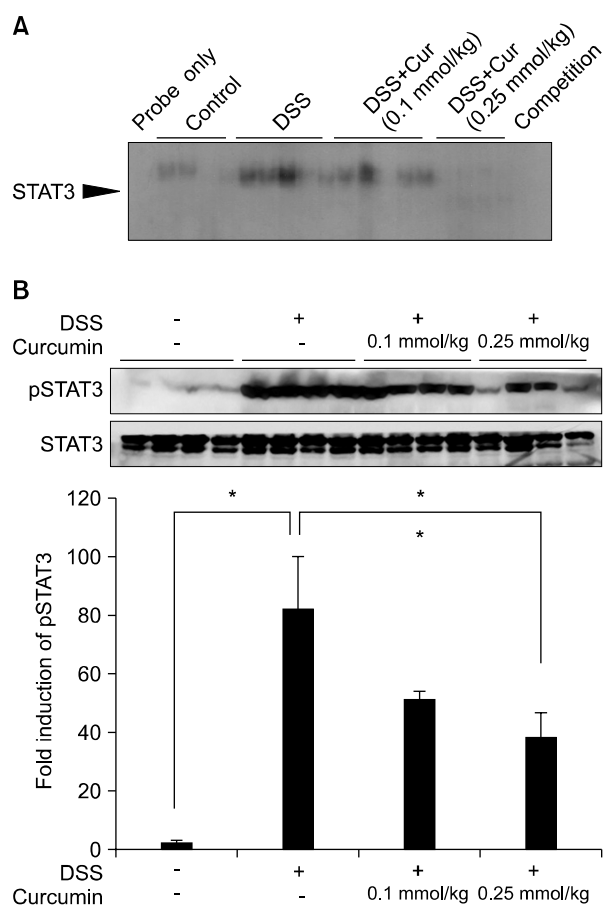 A
Probe only
Control
DSS
DSS+Cur
(0.1 mmol/kg)
DSS+Cur
(0.25 mmol/kg)
Competition
STAT3
B
DSS - + + +
Curcumin - - 0.1 mmol/kg 0.25 mmol/kg
pSTAT3
STAT3
120
100
80
60
40
20
0
Fold induction of pSTAT3
* *
*
DSS - + + +
Curcumin - - 0.1 mmol/kg 0.25 mmol/kg